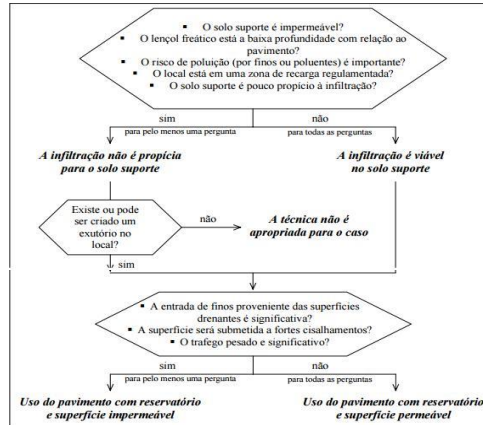 ▪ O solo suporte é impermeável?
▪ O lençol freático está a baixa profundidade com relação ao
pavimento?
▪ O risco de poluição (por finos ou poluentes) é importante?
▪ O local está em uma zona de recarga regulamentada?
▪ O solo suporte é pouco propício à infiltração?
sim
para pelo menos uma pergunta
não
para todas as perguntas
A infiltração não é propícia
para o solo suporte
A infiltração é viável
no solo suporte
Existe ou pode
ser criado um
exutório no
local?
não
A técnica não é
apropriada para o caso
sim
▪ A entrada de finos proveniente das superfícies
drenantes é significativa?
▪ A superfície será submetida a fortes cisalhamentos?
▪ O trafego pesado e significativo?
sim
para pelo menos uma pergunta
não
para todas as perguntas
Uso do pavimento com reservatório
e superfície impermeável
Uso do pavimento com reservatório
e superfície permeável